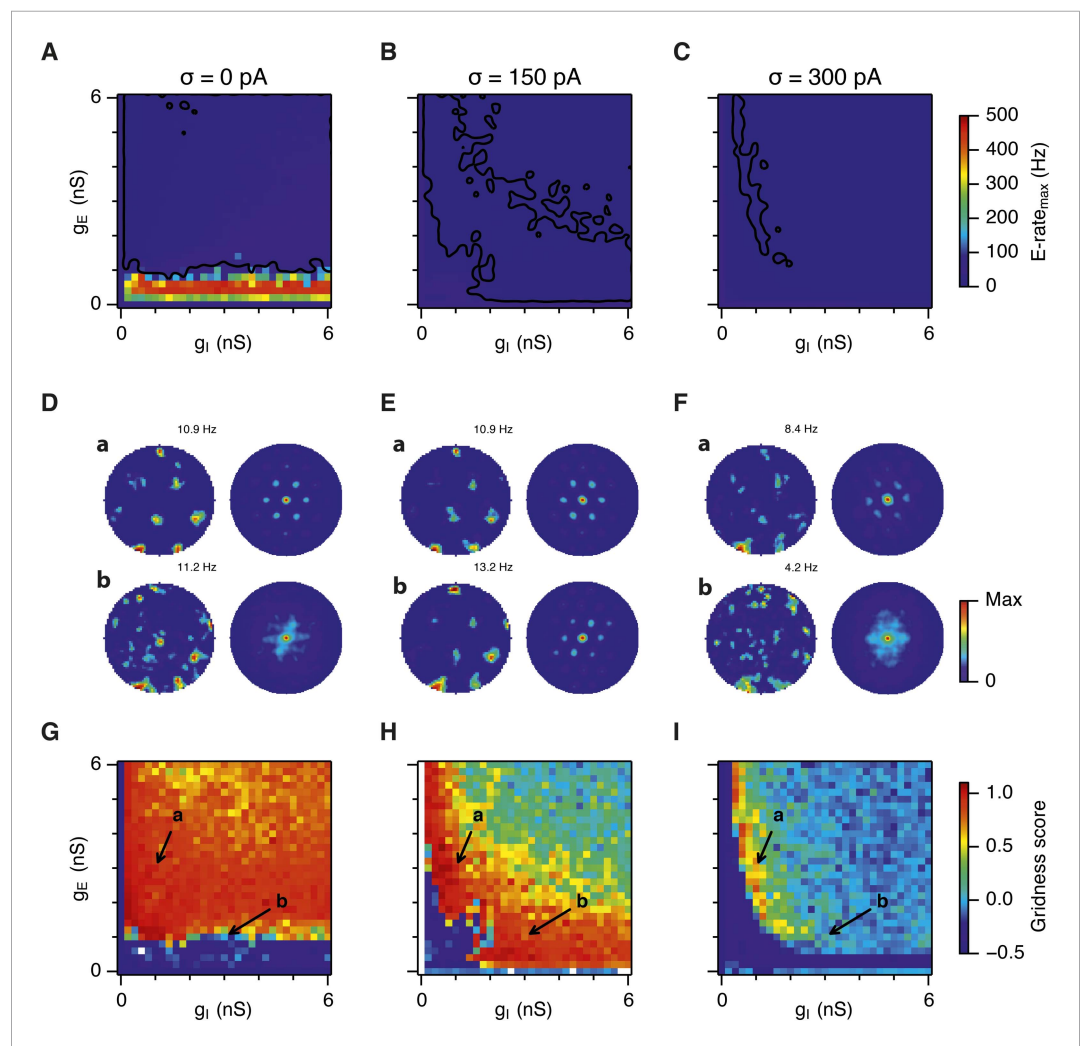 A
B
C
σ = 0 pA
σ = 150 pA
σ = 300 pA
6
0
gE (nS)
0
6
gI (nS)
0
6
gI (nS)
0
6
gI (nS)
500
400
300
200
100
0
E-ratemax (Hz)
D
E
F
a
10.9 Hz
a
10.9 Hz
a
8.4 Hz
b
11.2 Hz
b
13.2 Hz
b
4.2 Hz
Max
0
G
H
I
6
0
gE (nS)
a
b
0
6
gI (nS)
a
b
0
6
gI (nS)
a
b
0
6
gI (nS)
1.0
0.5
0.0
−0.5
Gridness score